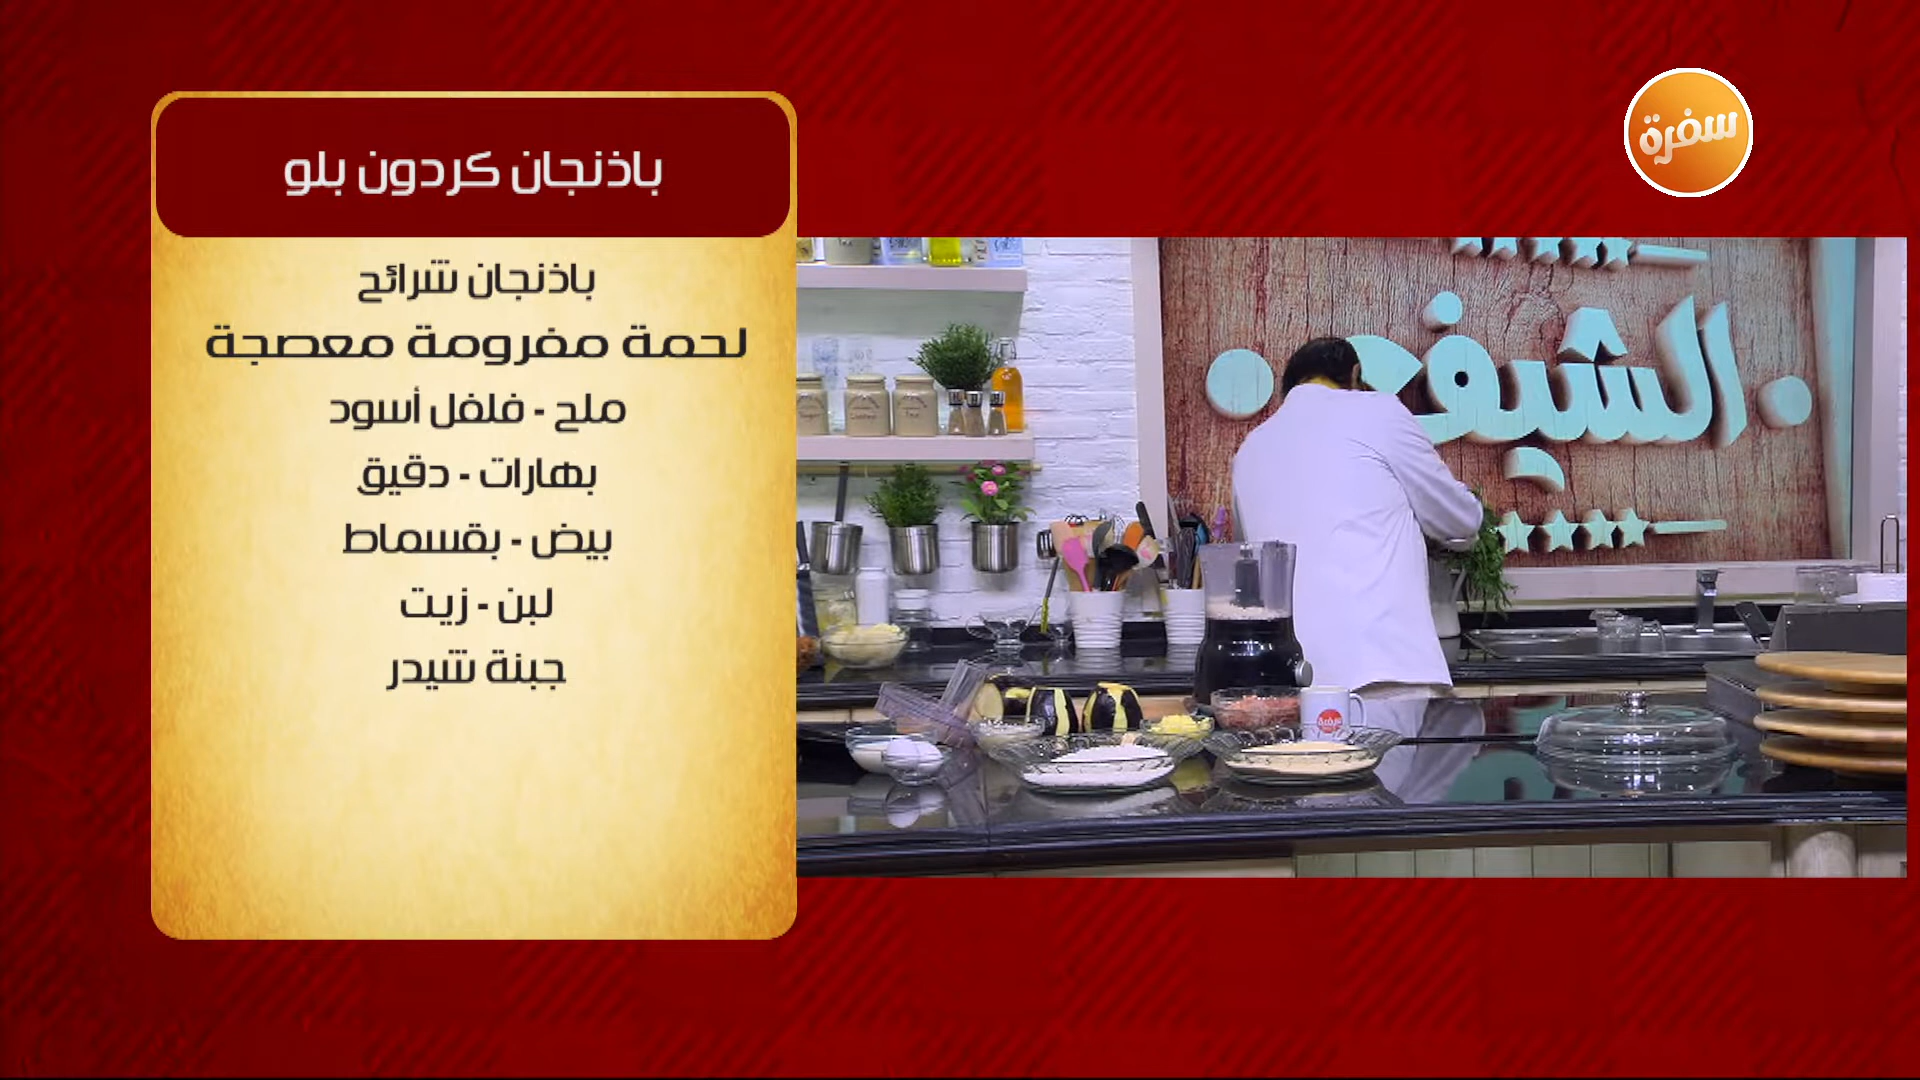 باذنجان كردون بلو
باذنجان شرائح
لحمة مفرومة معصجة
ملح - فلفل أسود
بهارات - دقيق
بيض - بقسماط
لبن - زيت
جبنة شيدر
سفرة
الشيف
سفرة